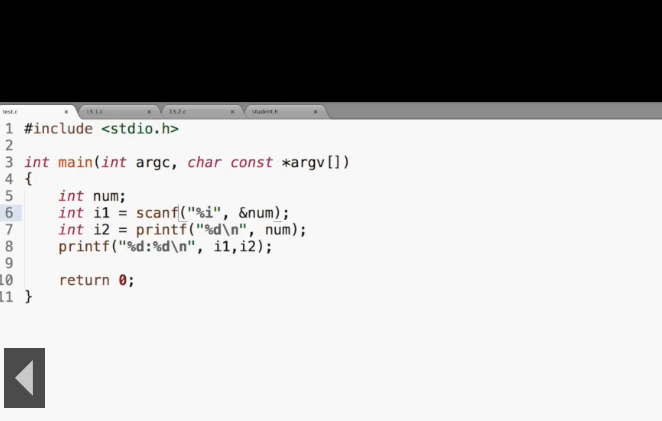 test.c × 13.1.c × 13.2.c × student.h ×
1 #include <stdio.h>
2
3 int main(int argc, char const *argv[])
4 {
5     int num;
6     int i1 = scanf("%i", &num);
7     int i2 = printf("%d\n", num);
8     printf("%d:%d\n", i1,i2);
9
10     return 0;
11 }